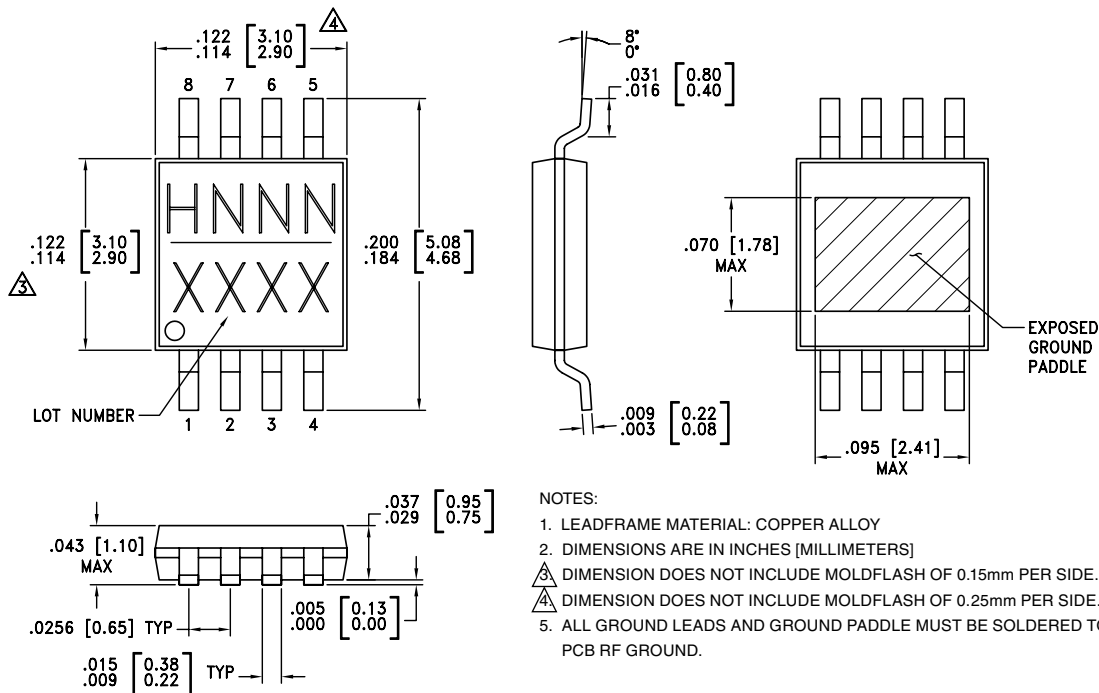 .122 [3.10]
.114 [2.90]
4
8 7 6 5
HNNN
XXXX
.122 [3.10]
.114 [2.90]
3
.200 [5.08]
.184 [4.68]
LOT NUMBER
1 2 3 4
8°
0°
.031 [0.80]
.016 [0.40]
.009 [0.22]
.003 [0.08]
.070 [1.78]
MAX
EXPOSED
GROUND
PADDLE
.095 [2.41]
MAX
.037 [0.95]
.029 [0.75]
.043 [1.10]
MAX
.005 [0.13]
.000 [0.00]
.0256 [0.65] TYP
.015 [0.38]
.009 [0.22] TYP
NOTES:
1. LEADFRAME MATERIAL: COPPER ALLOY
2. DIMENSIONS ARE IN INCHES [MILLIMETERS]
3. DIMENSION DOES NOT INCLUDE MOLDFLASH OF 0.15mm PER SIDE.
4. DIMENSION DOES NOT INCLUDE MOLDFLASH OF 0.25mm PER SIDE.
5. ALL GROUND LEADS AND GROUND PADDLE MUST BE SOLDERED
PCB RF GROUND.